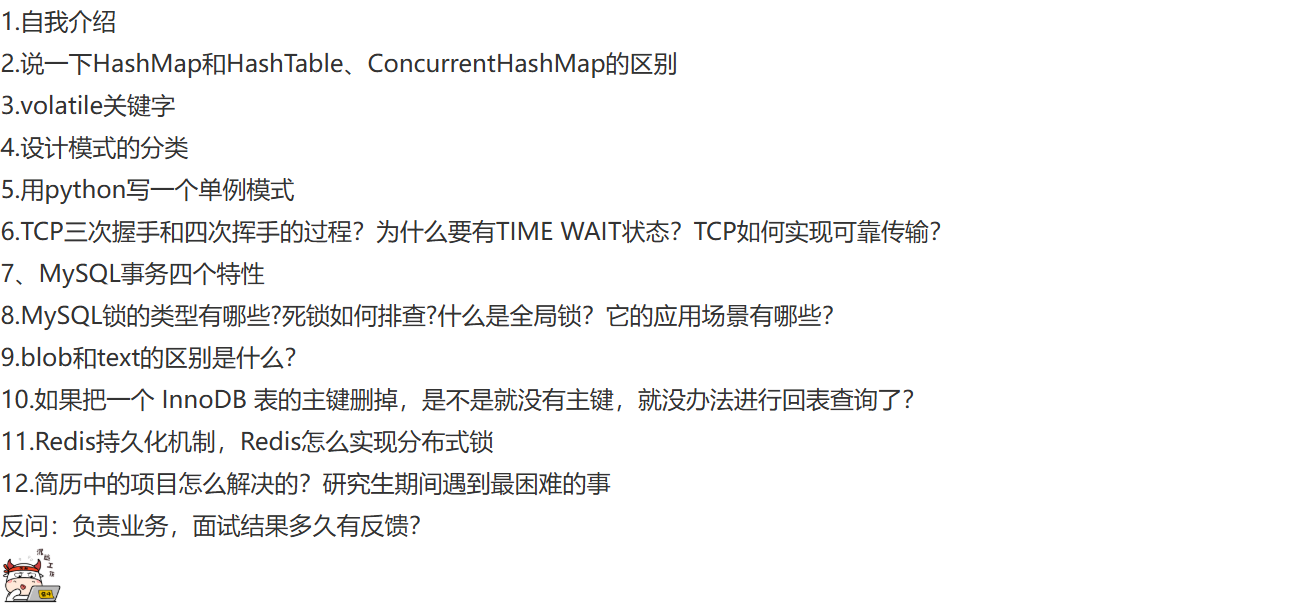 1.自我介绍
2.说一下HashMap和HashTable、ConcurrentHashMap的区别
3.volatile关键字
4.设计模式的分类
5.用python写一个单例模式
6.TCP三次握手和四次挥手的过程？为什么要有TIME WAIT状态？TCP如何实现可靠传输？
7、MySQL事务四个特性
8.MySQL锁的类型有哪些?死锁如何排查?什么是全局锁？它的应用场景有哪些？
9.blob和text的区别是什么？
10.如果把一个 InnoDB 表的主键删掉，是不是就没有主键，就没办法进行回表查询了？
11.Redis持久化机制，Redis怎么实现分布式锁
12.简历中的项目怎么解决的？研究生期间遇到最困难的事
反问：负责业务，面试结果多久有反馈？